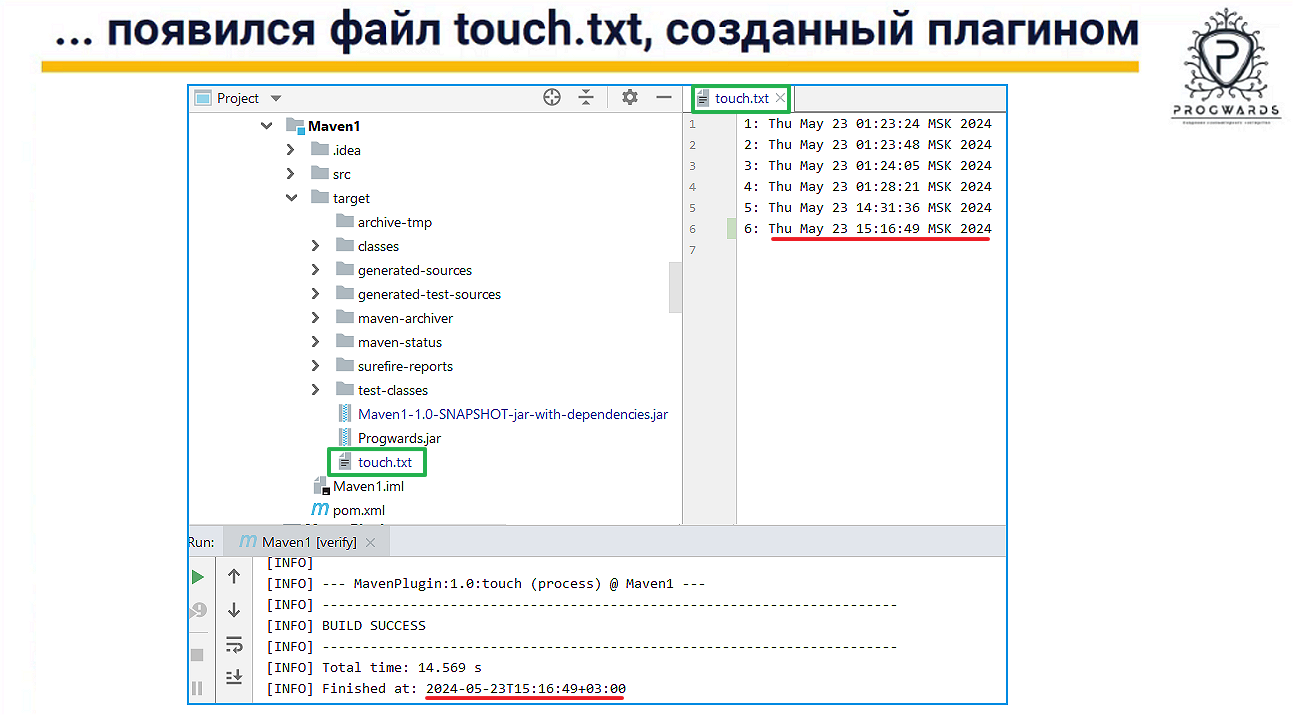 ... появился файл touch.txt, созданный плагином
PROGWARDS
Project
touch.txt
Maven1
.idea
src
target
archive-tmp
classes
generated-sources
generated-test-sources
maven-archiver
maven-status
surefire-reports
test-classes
Maven1-1.0-SNAPSHOT-jar-with-dependencies.jar
Progwards.jar
touch.txt
Maven1.iml
pom.xml
1 1: Thu May 23 01:23:24 MSK 2024
2 2: Thu May 23 01:23:48 MSK 2024
3 3: Thu May 23 01:24:05 MSK 2024
4 4: Thu May 23 01:28:21 MSK 2024
5 5: Thu May 23 14:31:36 MSK 2024
6 6: Thu May 23 15:16:49 MSK 2024
7
Run: Maven1 [verify]
[INFO]
[INFO] --- MavenPlugin:1.0:touch (process) @ Maven1 ---
[INFO] ------------------------------------------------------------------------
[INFO] BUILD SUCCESS
[INFO] ------------------------------------------------------------------------
[INFO] Total time: 14.569 s
[INFO] Finished at: 2024-05-23T15:16:49+03:00